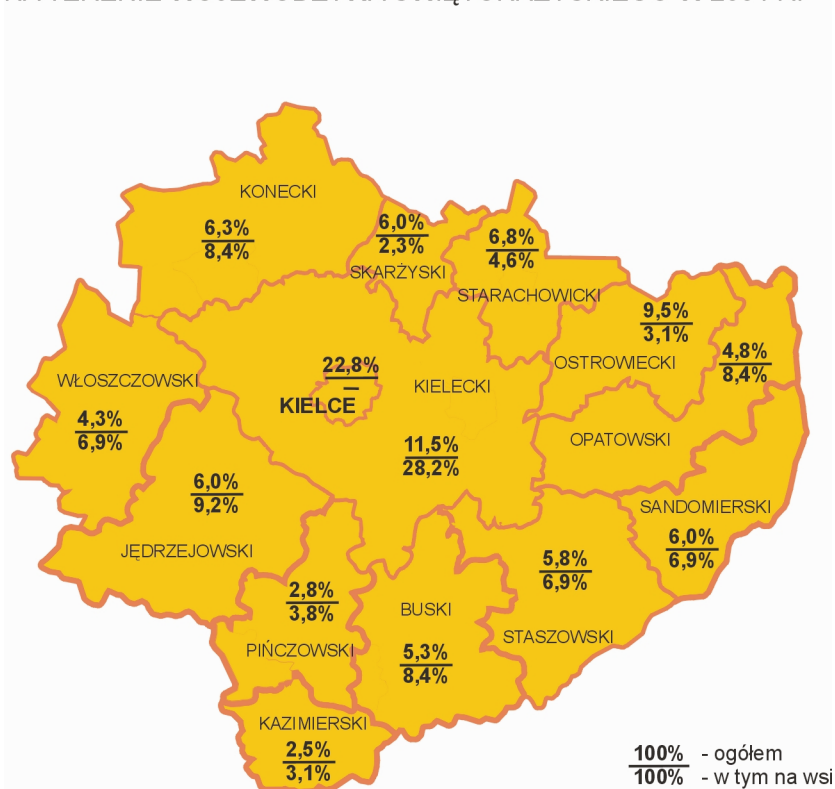 KONECKI
6,3%
8,4%
6,0%
2,3%
SKARŻYSKI
6,8%
4,6%
STARACHOWICKI
9,5%
3,1%
OSTROWIECKI
4,8%
8,4%
OPATOWSKI
WŁOSZCZOWSKI
4,3%
6,9%
22,8%
–
KIELCE
KIELECKI
11,5%
28,2%
6,0%
9,2%
JĘDRZEJOWSKI
SANDOMIERSKI
6,0%
6,9%
5,8%
6,9%
STASZOWSKI
2,8%
3,8%
PIŃCZOWSKI
BUSKI
5,3%
8,4%
KAZIMIERSKI
2,5%
3,1%
100% - ogółem
100% - w tym na wsi